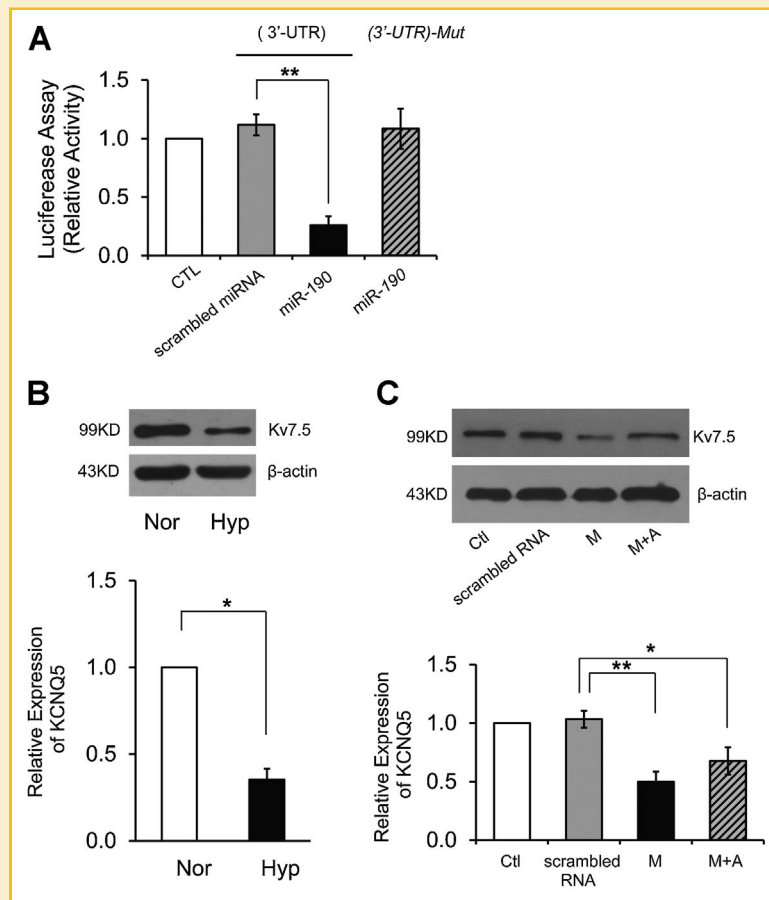 A
(3'-UTR)
(3'-UTR)-Mut
Luciferease Assay
(Relative Activity)
1.5
1.0
0.5
0.0
**
CTL
scrambled miRNA
miR-190
miR-190
B
99KD
Kv7.5
43KD
β-actin
Nor
Hyp
Relative Expression
of KCNQ5
1.5
1.0
0.5
0.0
*
Nor
Hyp
C
99KD
Kv7.5
43KD
β-actin
Ctl
scrambled RNA
M
M+A
Relative Expression
of KCNQ5
1.5
1.0
0.5
0.0
*
**
Ctl
scrambled
RNA
M
M+A